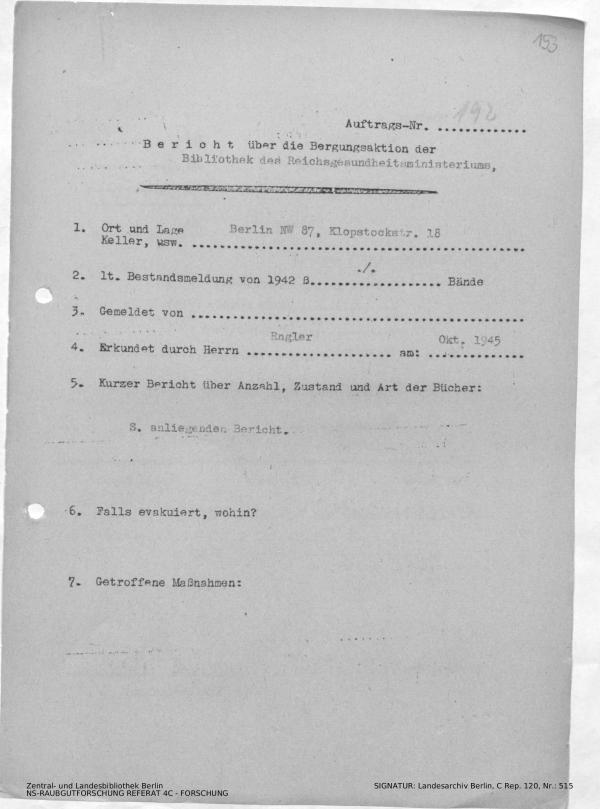 153
192
Auftrags-Nr. .............
B e r i c h t über die Bergungsaktion der
Bibliothek des Reichsgesundheitsministeriums,
1. Ort und Lage Berlin NW 87, Klopstockstr. 18
Keller, usw. ..................................................
2. lt. Bestandsmeldung von 1942 ./. Bände
3. Gemeldet von ..................................................
4. Erkundet durch Herrn Engler am: Okt. 1945
5. Kurzer Bericht über Anzahl, Zustand und Art der Bücher:
S. anliegenden Bericht.
6. Falls evakuiert, wohin?
7. Getroffene Maßnahmen:
Zentral- und Landesbibliothek Berlin
NS-RAUBGUTFORSCHUNG REFERAT 4C - FORSCHUNG
SIGNATUR: Landesarchiv Berlin, C Rep. 120, Nr.: 515